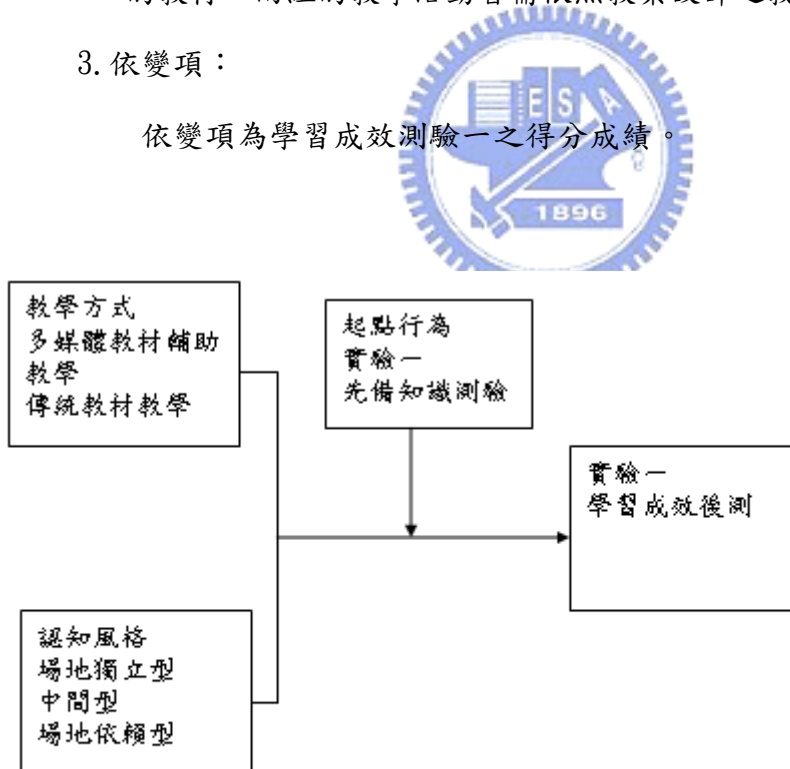 3.依變項：
依變項為學習成效測驗一之得分成績。
E S A
1896
教學方式
多媒體教材輔助
教學
傳統教材教學
起點行為
實驗一
先備知識測驗
實驗一
學習成效後測
認知風格
場地獨立型
中間型
場地依賴型